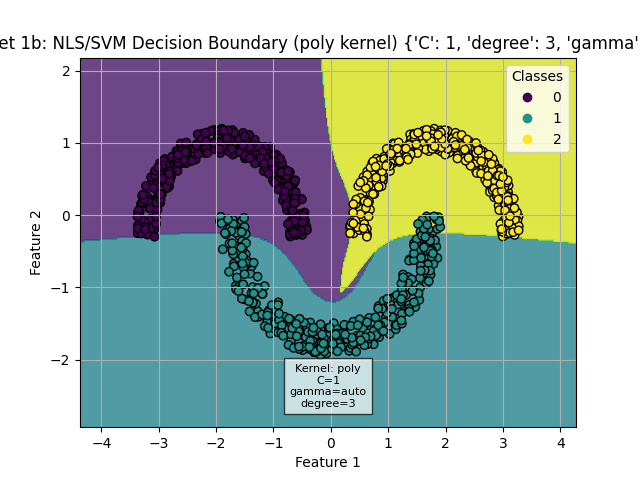 et 1b: NLS/SVM Decision Boundary (poly kernel) {'C': 1, 'degree': 3, 'gamma'
Classes
0
1
2
2
1
0
−1
−2
Feature 2
Kernel: poly
C=1
gamma=auto
degree=3
−4 −3 −2 −1 0 1 2 3 4
Feature 1